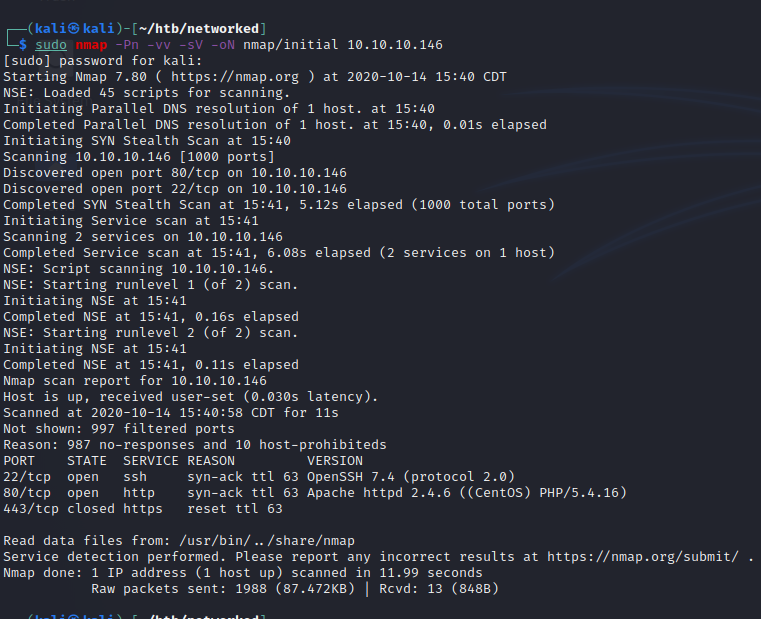 ┌──(kali㉿kali)-[~/htb/networked]
└─$ sudo nmap -Pn -vv -sV -oN nmap/initial 10.10.10.146
[sudo] password for kali:
Starting Nmap 7.80 ( https://nmap.org ) at 2020-10-14 15:40 CDT
NSE: Loaded 45 scripts for scanning.
Initiating Parallel DNS resolution of 1 host. at 15:40
Completed Parallel DNS resolution of 1 host. at 15:40, 0.01s elapsed
Initiating SYN Stealth Scan at 15:40
Scanning 10.10.10.146 [1000 ports]
Discovered open port 80/tcp on 10.10.10.146
Discovered open port 22/tcp on 10.10.10.146
Completed SYN Stealth Scan at 15:41, 5.12s elapsed (1000 total ports)
Initiating Service scan at 15:41
Scanning 2 services on 10.10.10.146
Completed Service scan at 15:41, 6.08s elapsed (2 services on 1 host)
NSE: Script scanning 10.10.10.146.
NSE: Starting runlevel 1 (of 2) scan.
Initiating NSE at 15:41
Completed NSE at 15:41, 0.16s elapsed
NSE: Starting runlevel 2 (of 2) scan.
Initiating NSE at 15:41
Completed NSE at 15:41, 0.11s elapsed
Nmap scan report for 10.10.10.146
Host is up, received user-set (0.030s latency).
Scanned at 2020-10-14 15:40:58 CDT for 11s
Not shown: 997 filtered ports
Reason: 987 no-responses and 10 host-prohibiteds
PORT    STATE  SERVICE REASON         VERSION
22/tcp  open   ssh     syn-ack ttl 63 OpenSSH 7.4 (protocol 2.0)
80/tcp  open   http    syn-ack ttl 63 Apache httpd 2.4.6 ((CentOS) PHP/5.4.16)
443/tcp closed https   reset ttl 63
Read data files from: /usr/bin/../share/nmap
Service detection performed. Please report any incorrect results at https://nmap.org/submit/ .
Nmap done: 1 IP address (1 host up) scanned in 11.99 seconds
           Raw packets sent: 1988 (87.472KB) | Rcvd: 13 (848B)
(kali㉿kali)-[~/htb/networked]